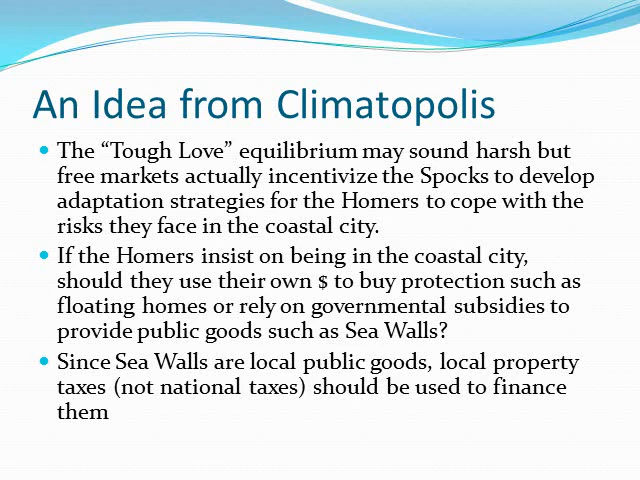 An Idea from Climatopolis
The “Tough Love” equilibrium may sound harsh but
free markets actually incentivize the Spocks to develop
adaptation strategies for the Homers to cope with the
risks they face in the coastal city.
If the Homers insist on being in the coastal city,
should they use their own $ to buy protection such as
floating homes or rely on governmental subsidies to
provide public goods such as Sea Walls?
Since Sea Walls are local public goods, local property
taxes (not national taxes) should be used to finance
them